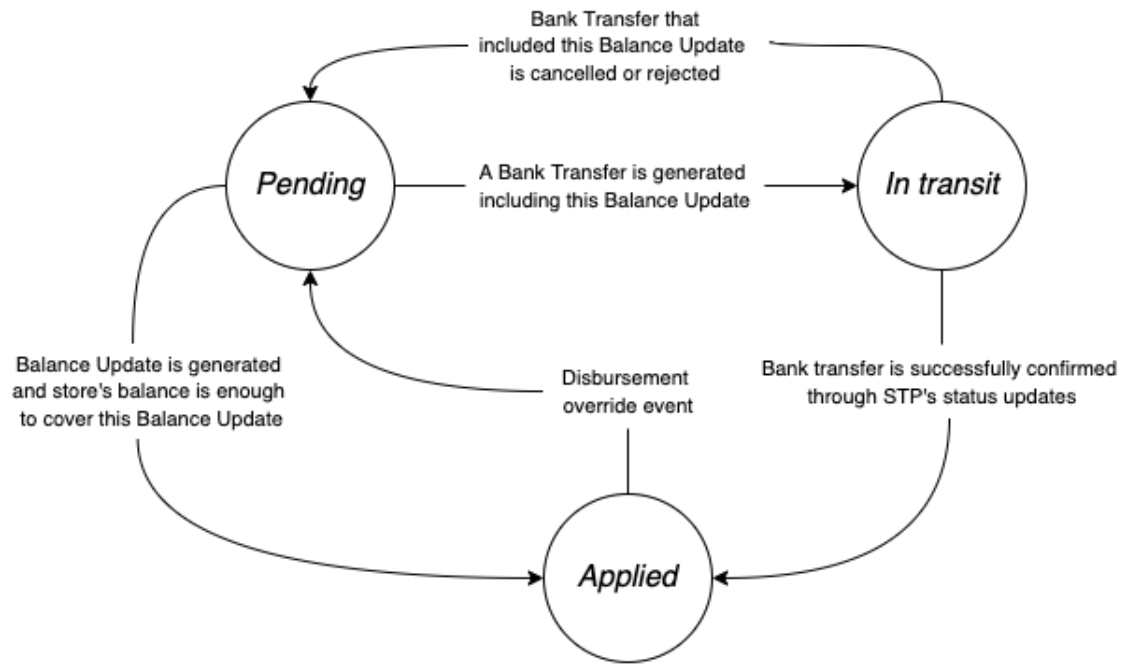 Bank Transfer that
included this Balance Update
is cancelled or rejected
Pending
A Bank Transfer is generated
including this Balance Update
In transit
Balance Update is generated
and store's balance is enough
to cover this Balance Update
Disbursement
override event
Bank transfer is successfully confirmed
through STP's status updates
Applied